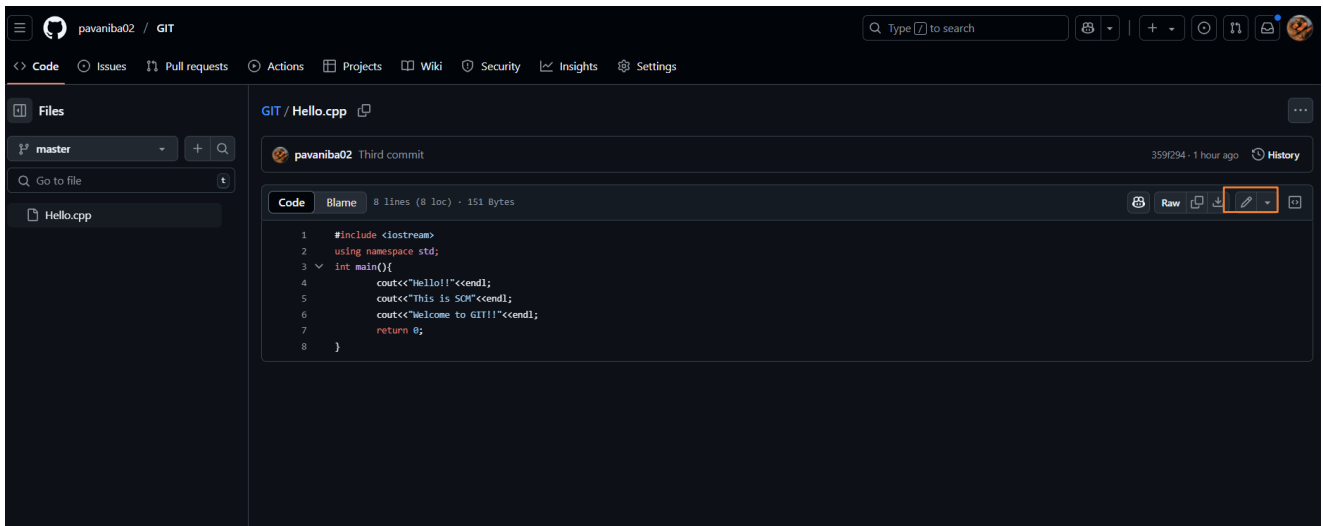 pavaniba02 / GIT
Type / to search
<> Code Issues Pull requests Actions Projects Wiki Security Insights Settings
Files
master
Go to file t
Hello.cpp
GIT / Hello.cpp
pavaniba02 Third commit 359f294 · 1 hour ago History
Code Blame 8 lines (8 loc) · 151 Bytes Raw
1 #include <iostream>
2 using namespace std;
3 int main(){
4 cout<<"Hello!!"<<endl;
5 cout<<"This is SCM"<<endl;
6 cout<<"Welcome to GIT!!"<<endl;
7 return 0;
8 }